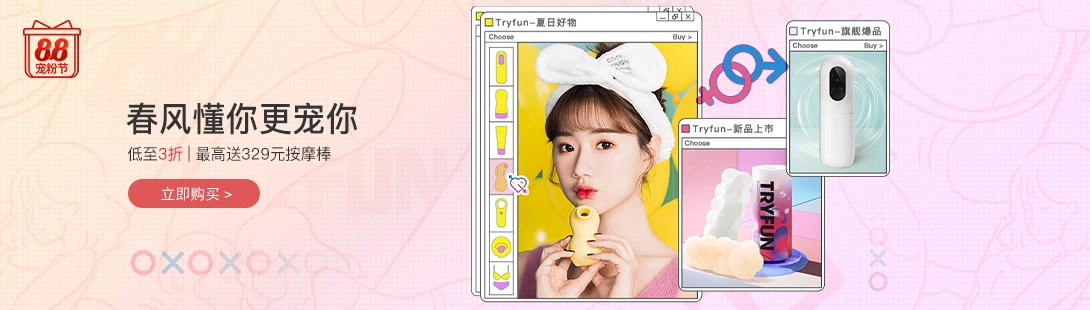 88
宠粉节
春风懂你更宠你
低至3折 | 最高送329元按摩棒
立即购买 >
Tryfun-夏日好物
Choose
Buy >
Tryfun-旗舰爆品
Choose
Buy >
Tryfun-新品上市
Choose
TRYFUN